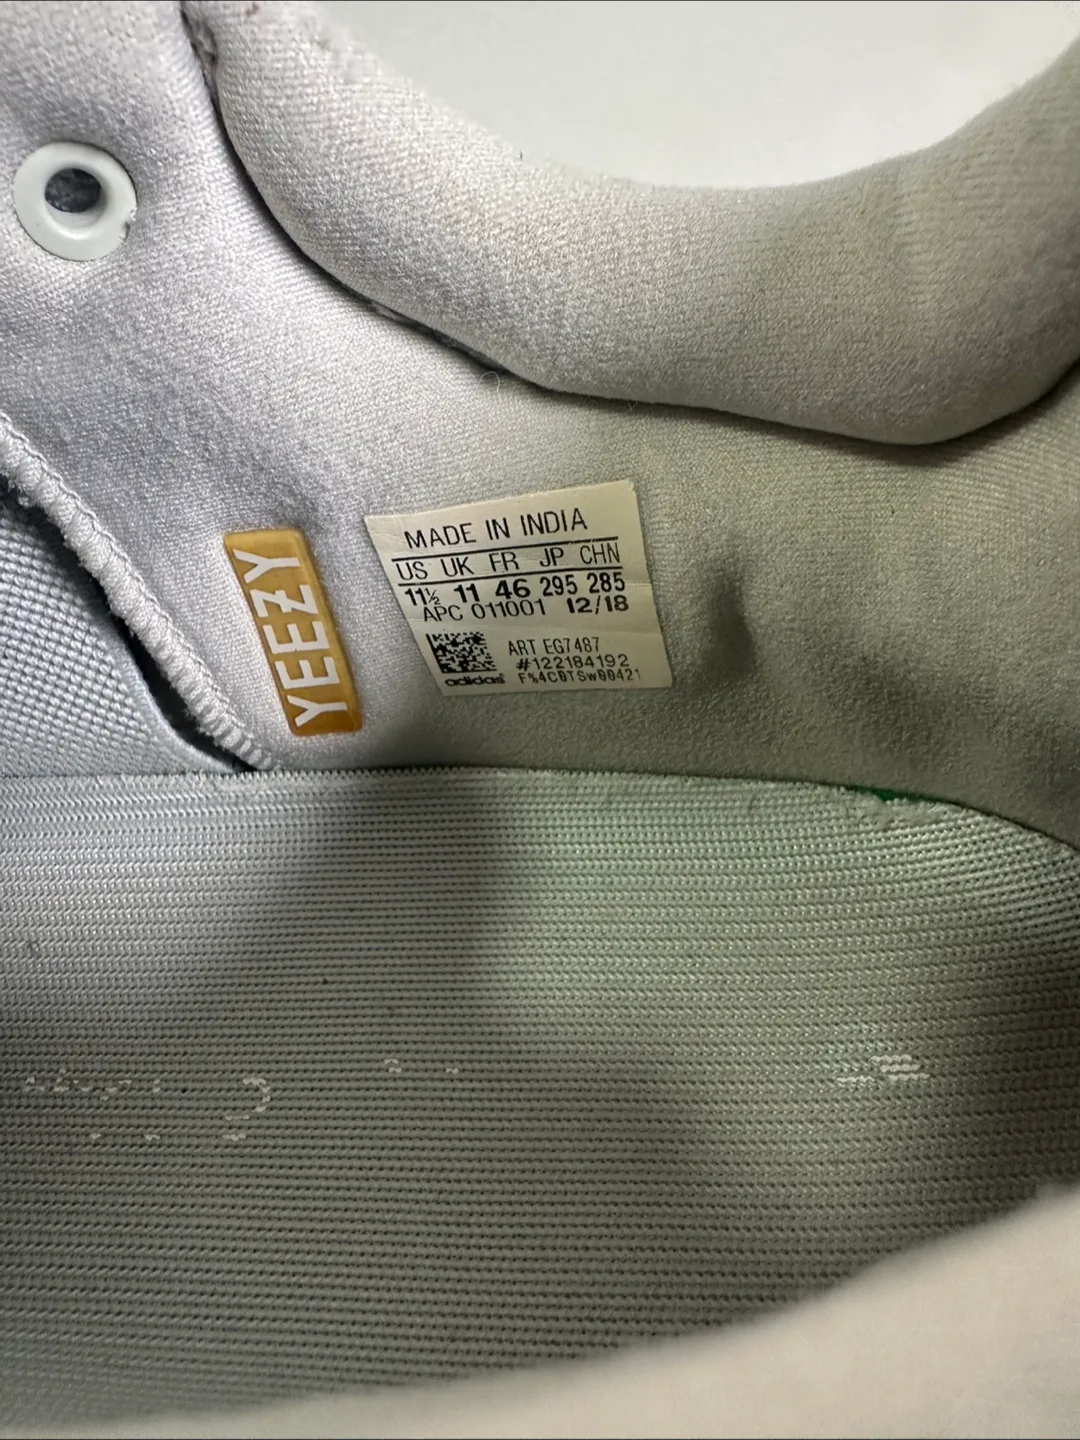 YEEZY
MADE IN INDIA
US UK FR JP CHN
11½ 11 46 295 285
APC 011001 12/18
ART EG7487
#122184192
adidas F%4C0TSw00421